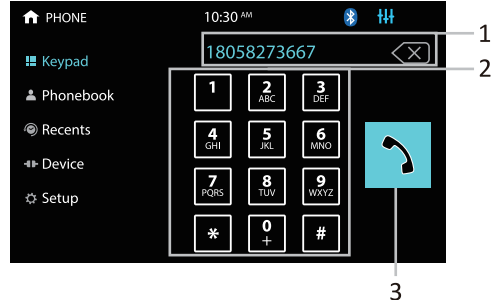 PHONE 10:30 AM
18058273667 1
2
Keypad
Phonebook
Recents
Device
Setup
1 2 3
ABC DEF
4 5 6
GHI JKL MNO
7 8 9
PQRS TUV WXYZ
* 0 #
+
3